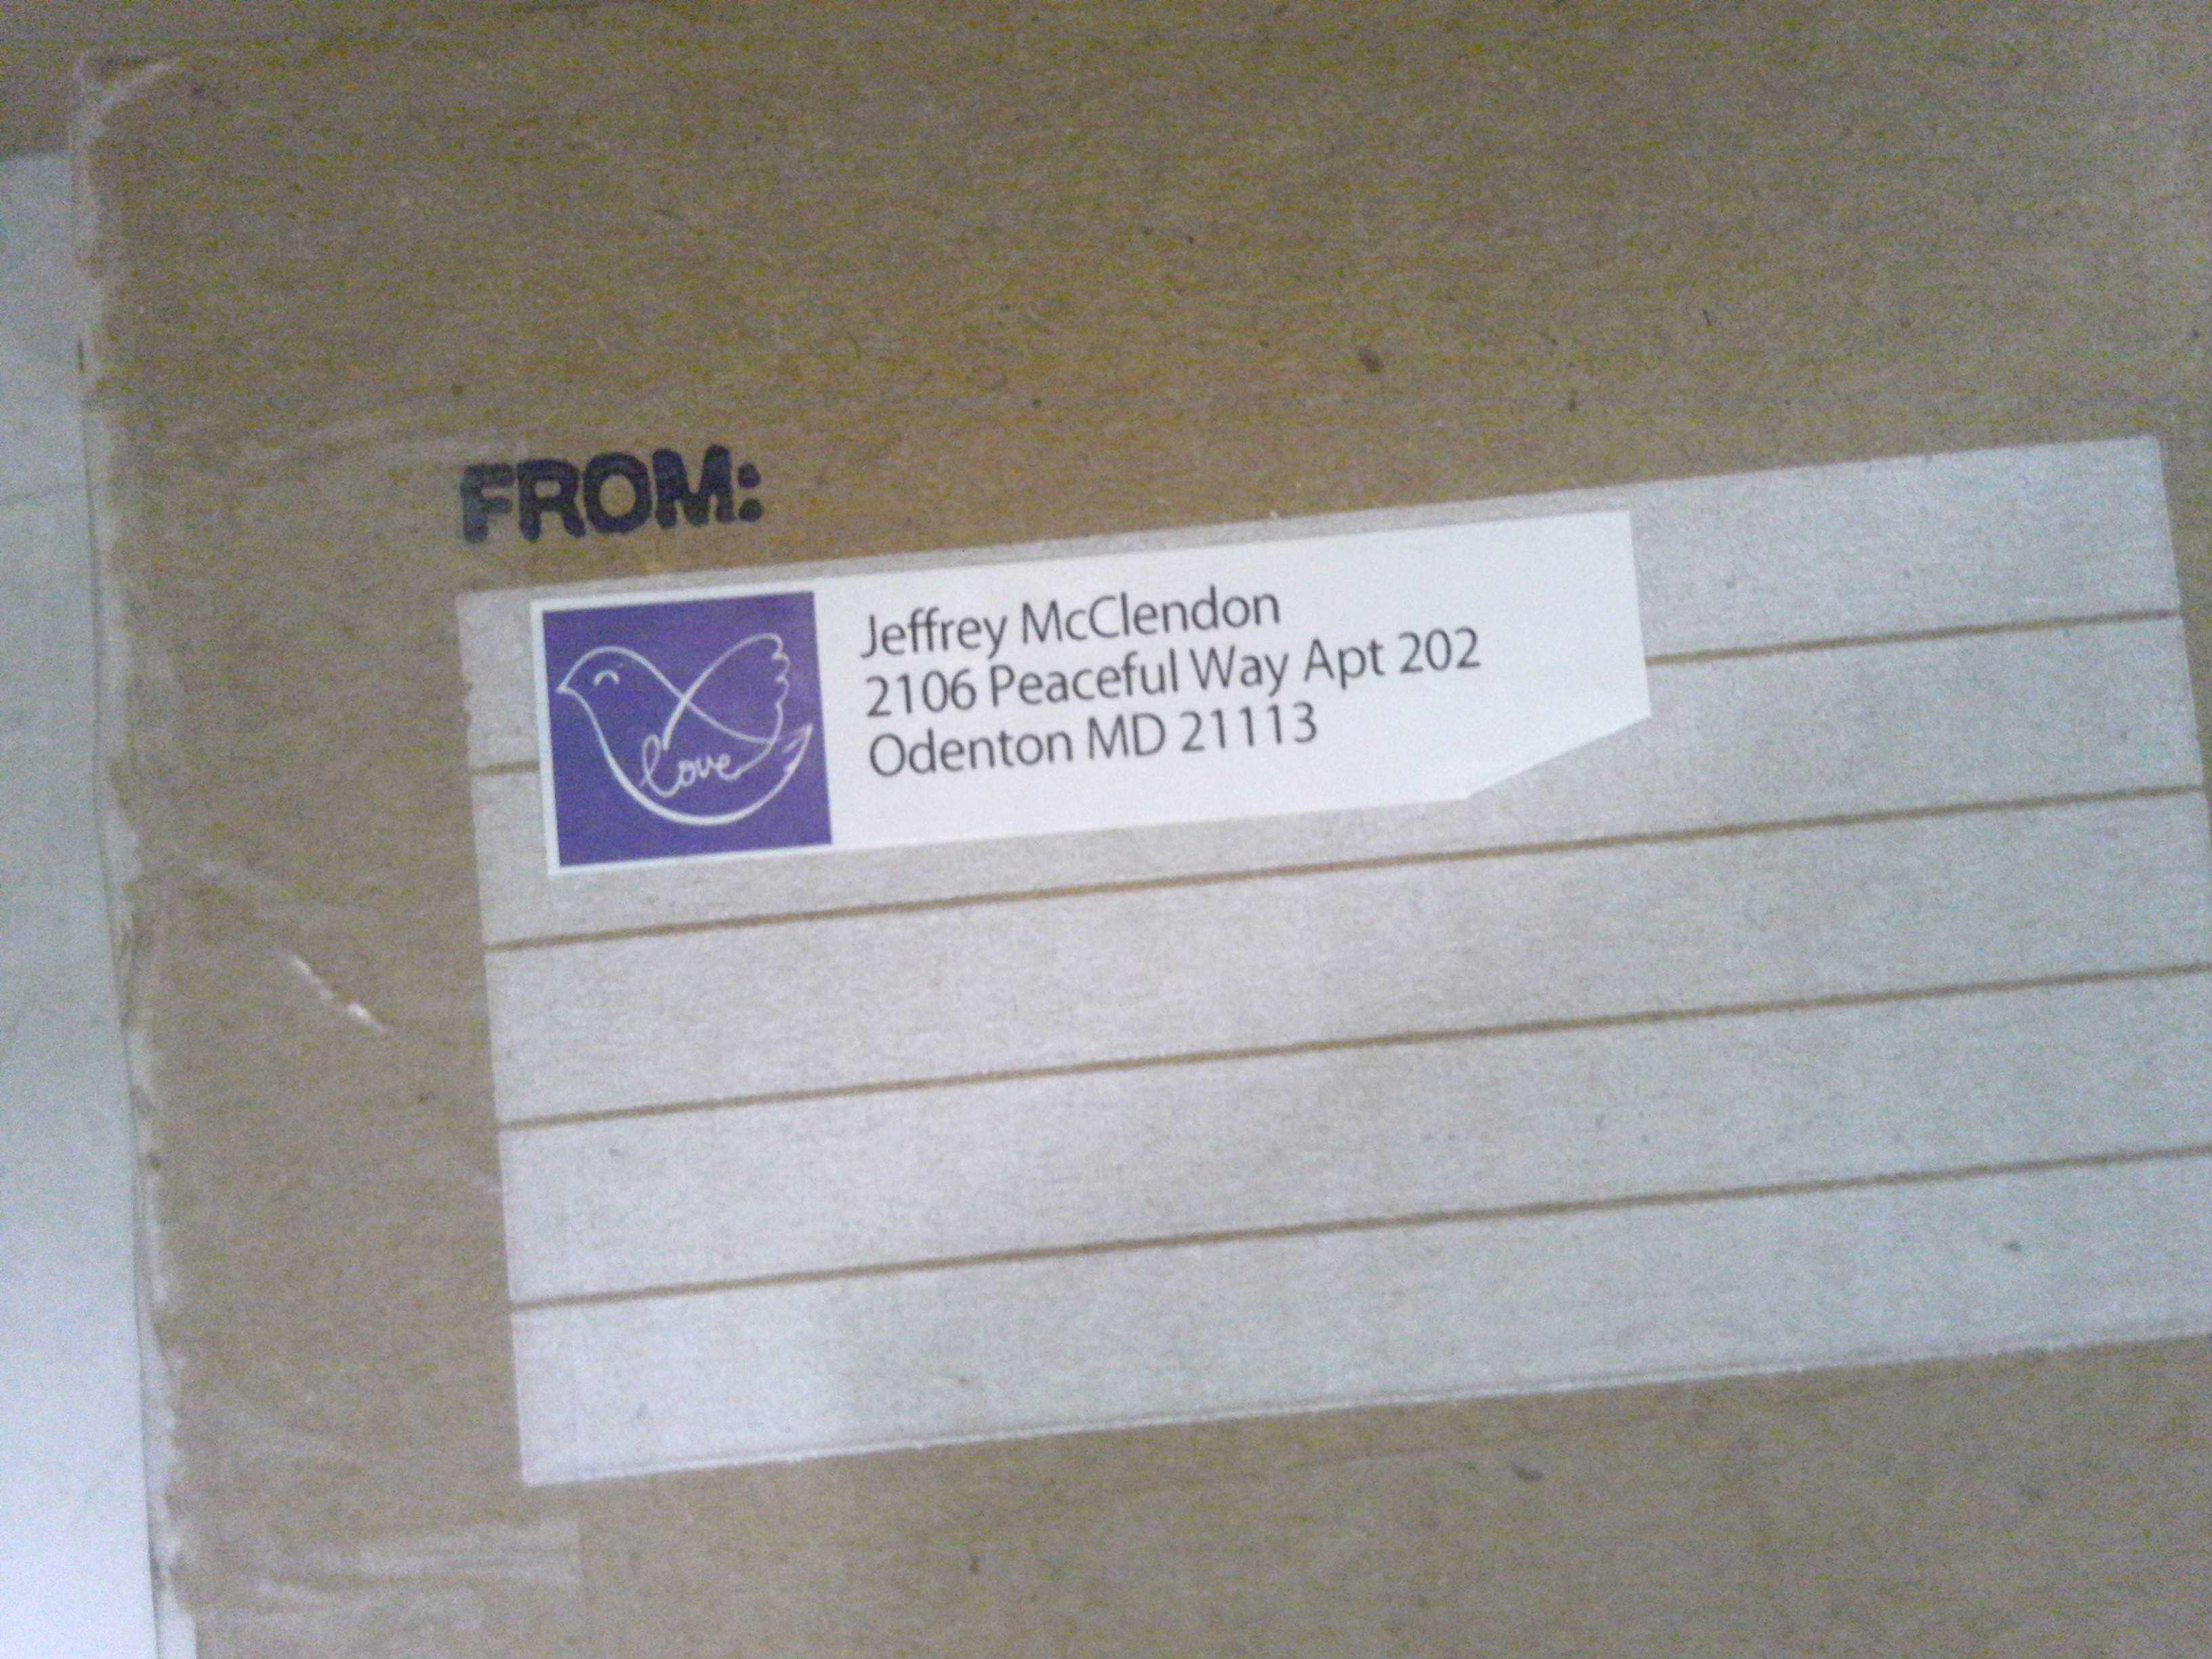 FROM:
Jeffrey McClendon
2106 Peaceful Way Apt 202
Odenton MD 21113
love